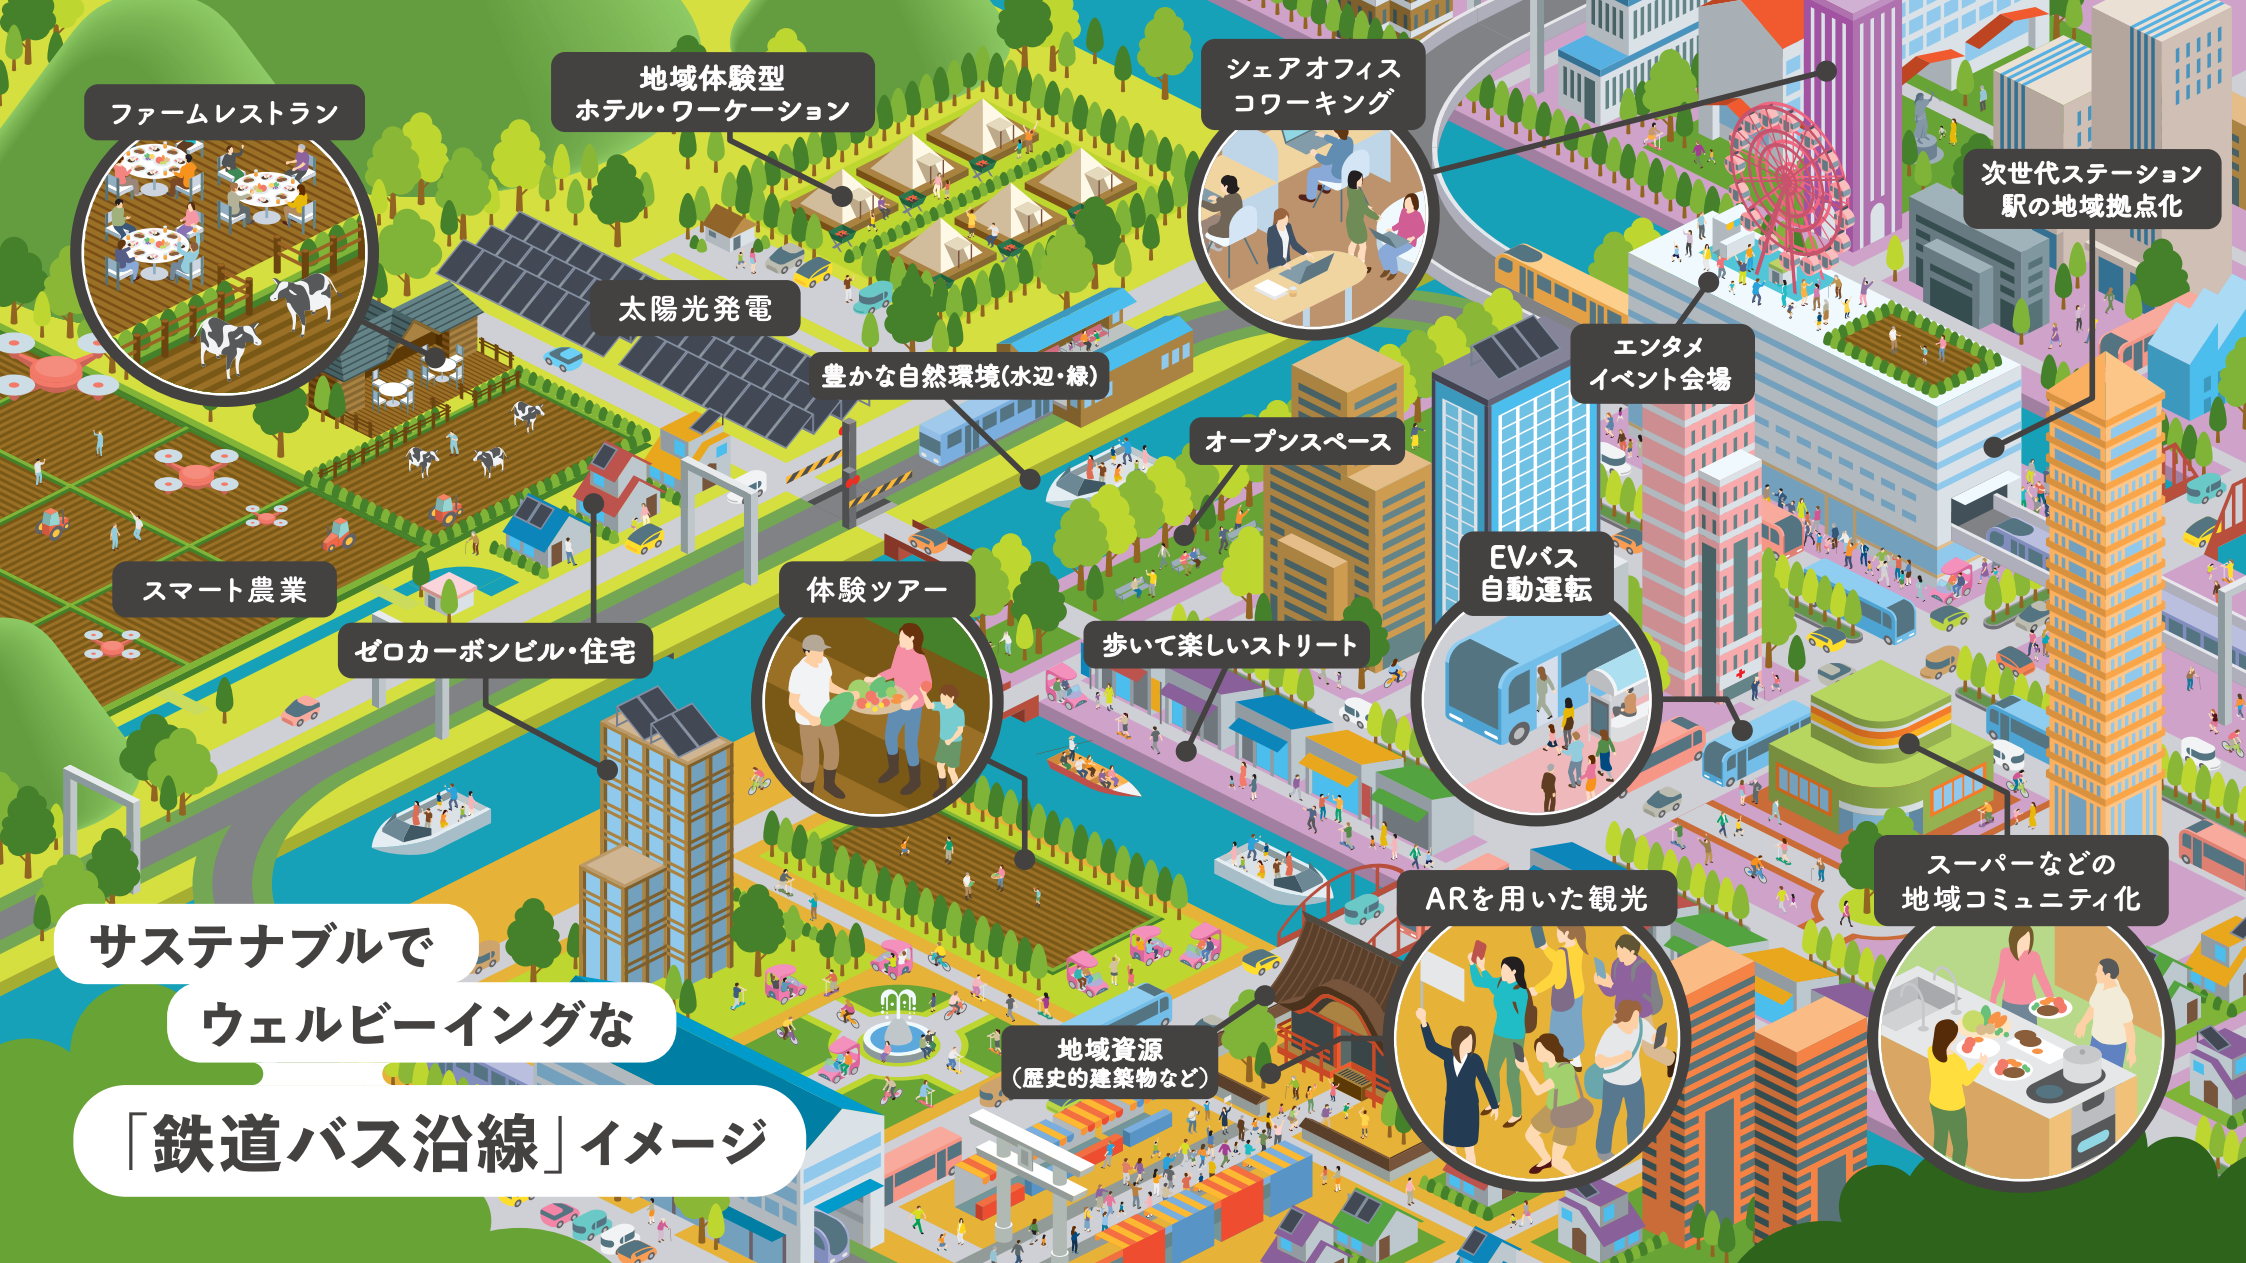 ファームレストラン
地域体験型
ホテル・ワーケーション
シェアオフィス
コワーキング
次世代ステーション
駅の地域拠点化
太陽光発電
豊かな自然環境(水辺・緑)
エンタメ
イベント会場
オープンスペース
スマート農業
体験ツアー
EVバス
自動運転
ゼロカーボンビル・住宅
歩いて楽しいストリート
ARを用いた観光
スーパーなどの
地域コミュニティ化
地域資源
(歴史的建築物など)
サステナブルで
ウェルビーイングな
「鉄道バス沿線」イメージ